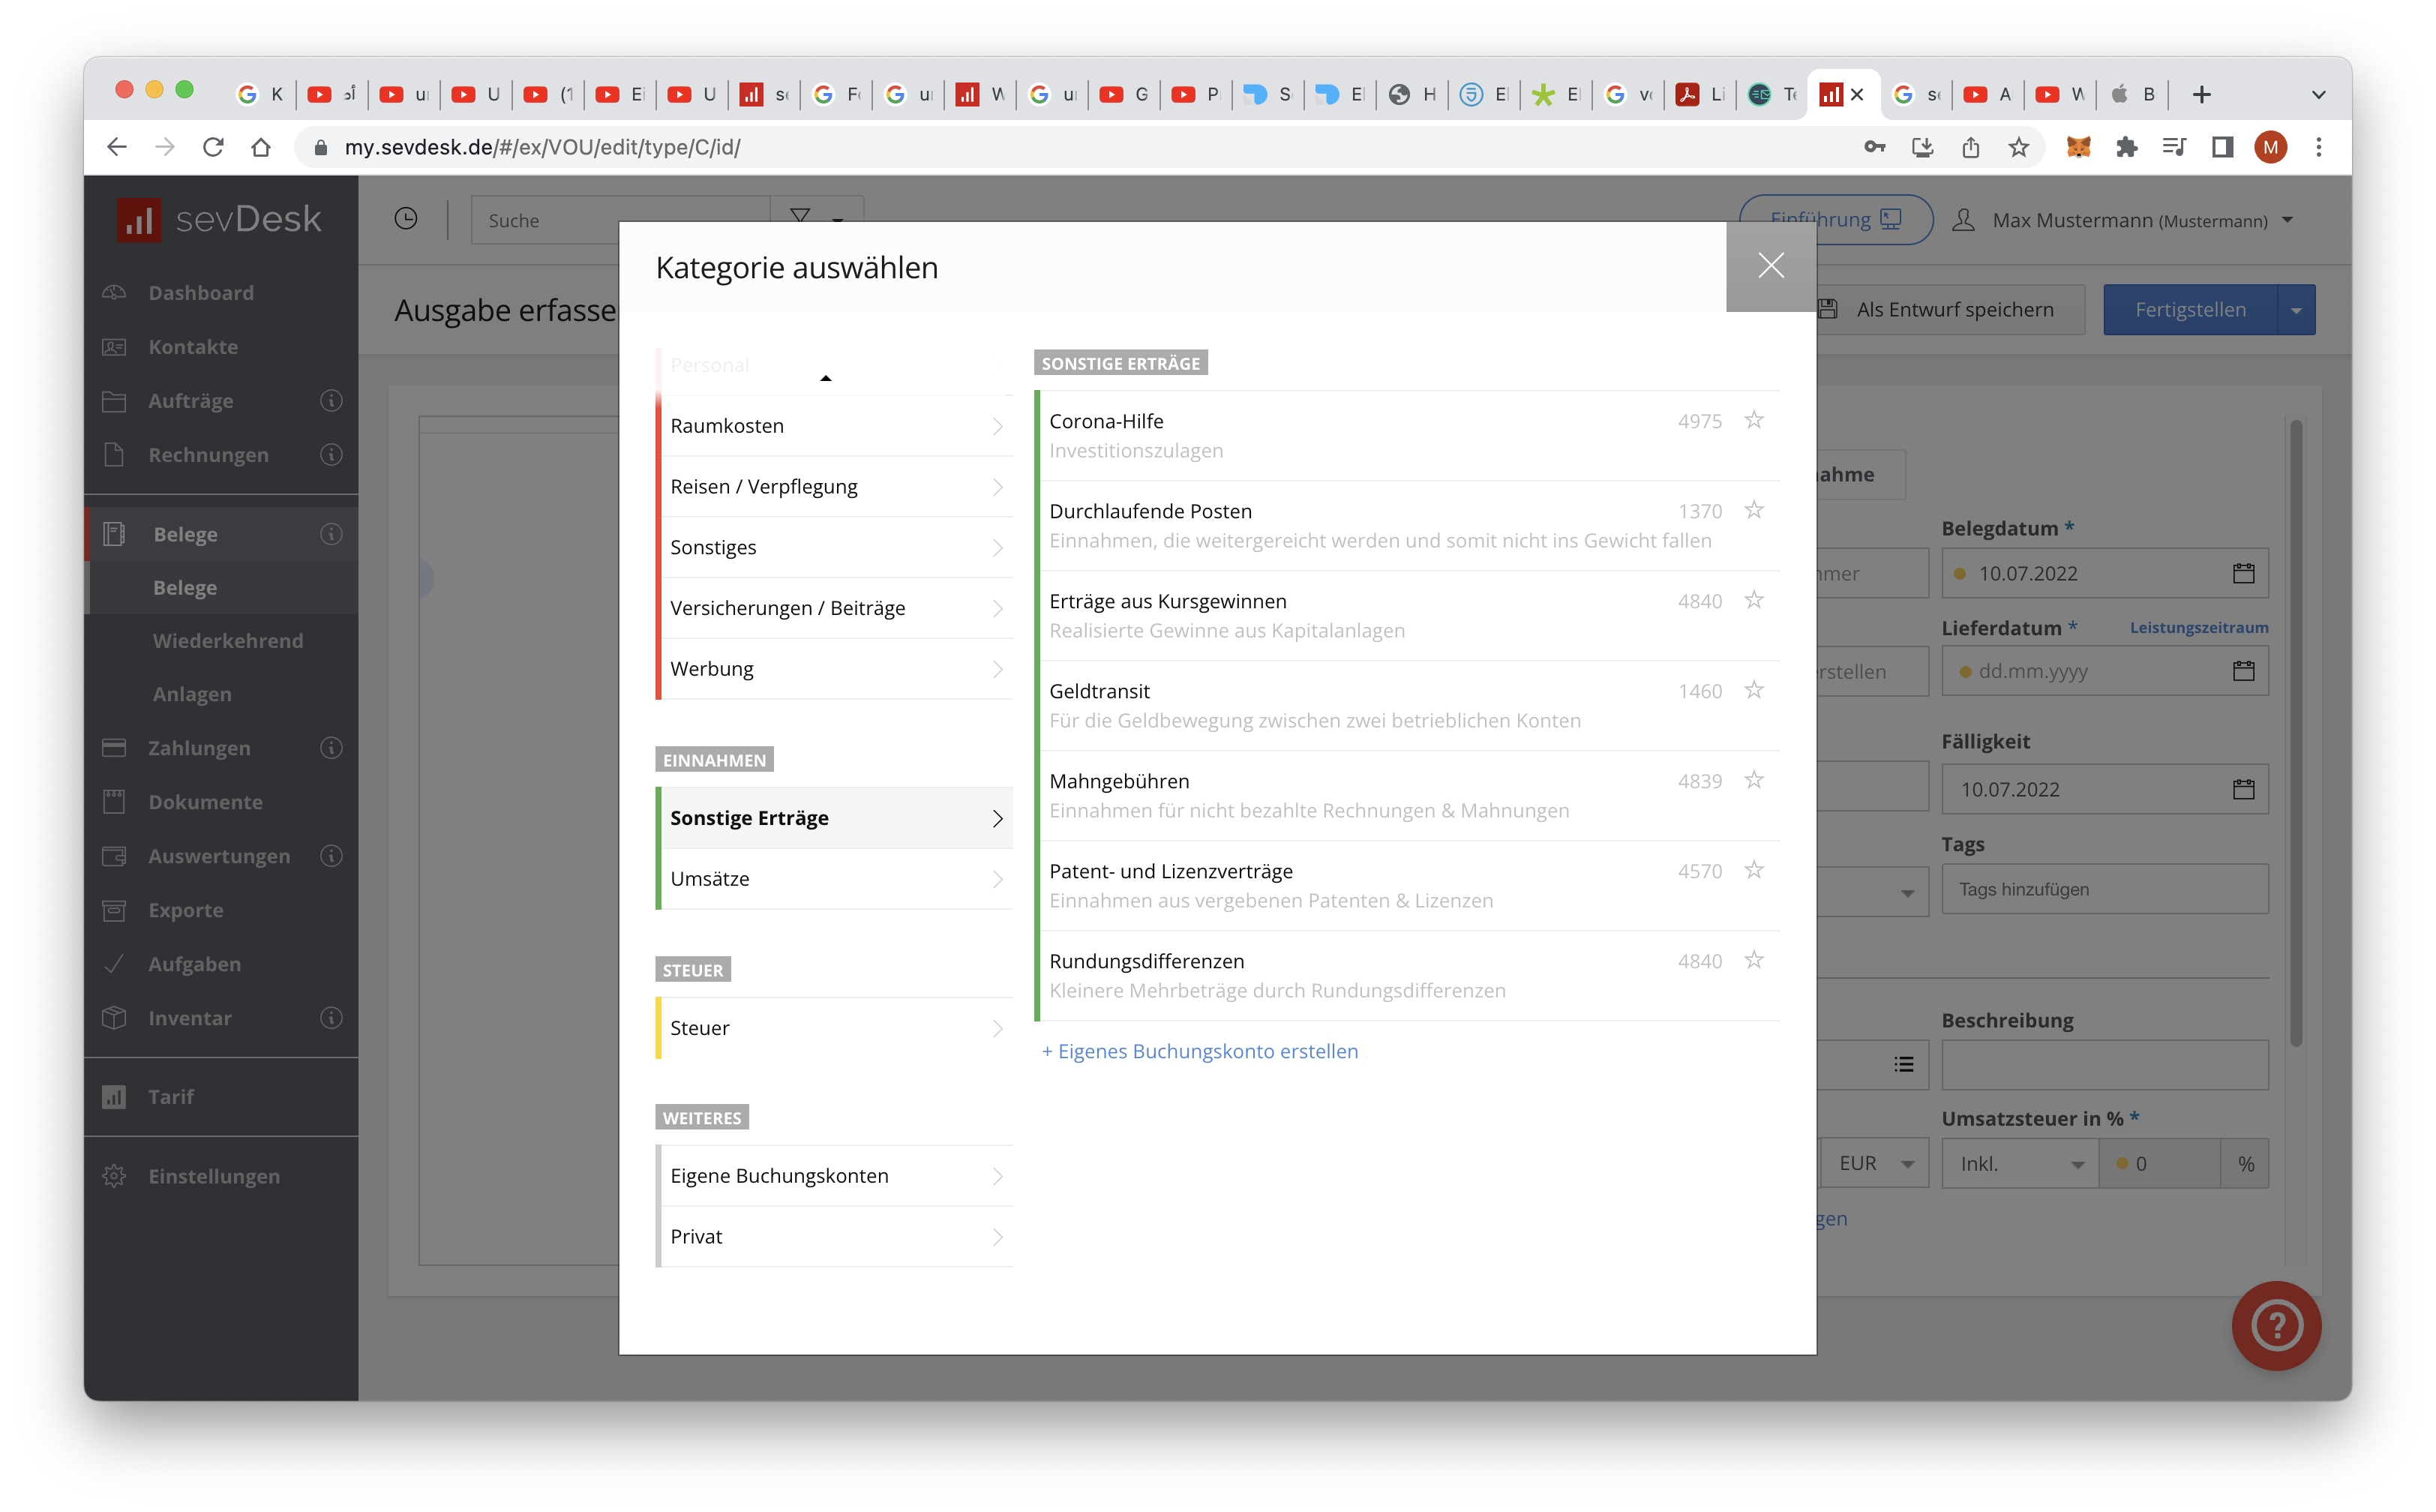 K
u
U
(1
E
U
se
G
P
S
E
H
E
E
Li
Te
A
W
B
my.sevdesk.de/#/ex/VOU/edit/type/C/id/
M
sevDesk
Suche
Einführung
Max Mustermann (Mustermann)
Dashboard
Kontakte
Aufträge
Rechnungen
Belege
Belege
Wiederkehrend
Anlagen
Zahlungen
Dokumente
Auswertungen
Exporte
Aufgaben
Inventar
Tarif
Einstellungen
Ausgabe erfasse
Als Entwurf speichern
Fertigstellen
Kategorie auswählen
Personal
Raumkosten
Reisen / Verpflegung
Sonstiges
Versicherungen / Beiträge
Werbung
EINNAHMEN
Sonstige Erträge
Umsätze
STEUER
Steuer
WEITERES
Eigene Buchungskonten
Privat
SONSTIGE ERTRÄGE
Corona-Hilfe 4975
Investitionszulagen
Durchlaufende Posten 1370
Einnahmen, die weitergereicht werden und somit nicht ins Gewicht fallen
Erträge aus Kursgewinnen 4840
Realisierte Gewinne aus Kapitalanlagen
Geldtransit 1460
Für die Geldbewegung zwischen zwei betrieblichen Konten
Mahngebühren 4839
Einnahmen für nicht bezahlte Rechnungen & Mahnungen
Patent- und Lizenzverträge 4570
Einnahmen aus vergebenen Patenten & Lizenzen
Rundungsdifferenzen 4840
Kleinere Mehrbeträge durch Rundungsdifferenzen
+ Eigenes Buchungskonto erstellen
ahme
Belegdatum *
mer
10.07.2022
Lieferdatum * Leistungszeitraum
rstellen
dd.mm.yyyy
Fälligkeit
10.07.2022
Tags
Tags hinzufügen
Beschreibung
Umsatzsteuer in % *
EUR
Inkl.
0
%
gen
?